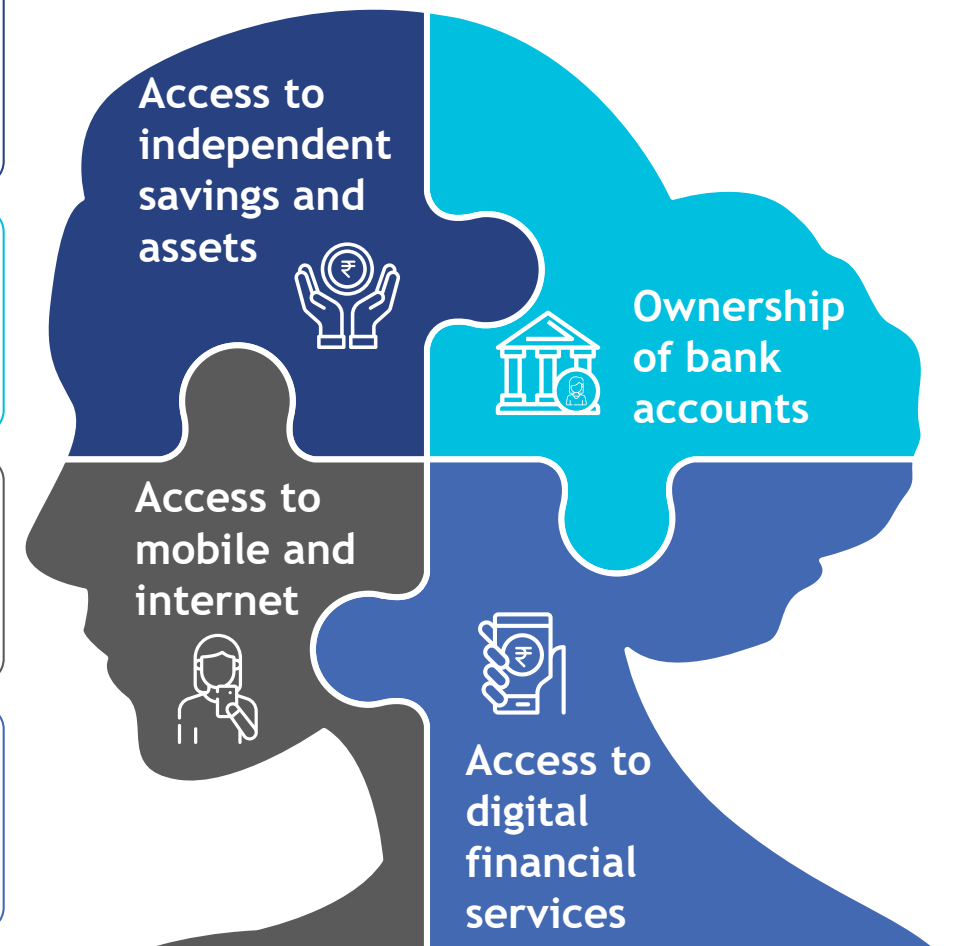 Access to
independent
savings and
assets
₹
Ownership
of bank
accounts
Access to
mobile and
internet
₹
Access to
digital
financial
services